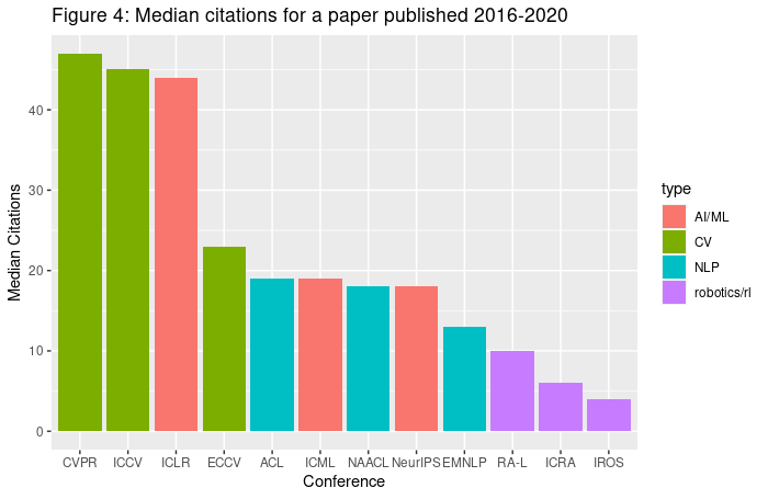 Figure 4: Median citations for a paper published 2016-2020
Median Citations
40
30
20
10
0
CVPR ICCV ICLR ECCV ACL ICML NAACL NeurIPS EMNLP RA-L ICRA IROS
Conference
type
AI/ML
CV
NLP
robotics/rl